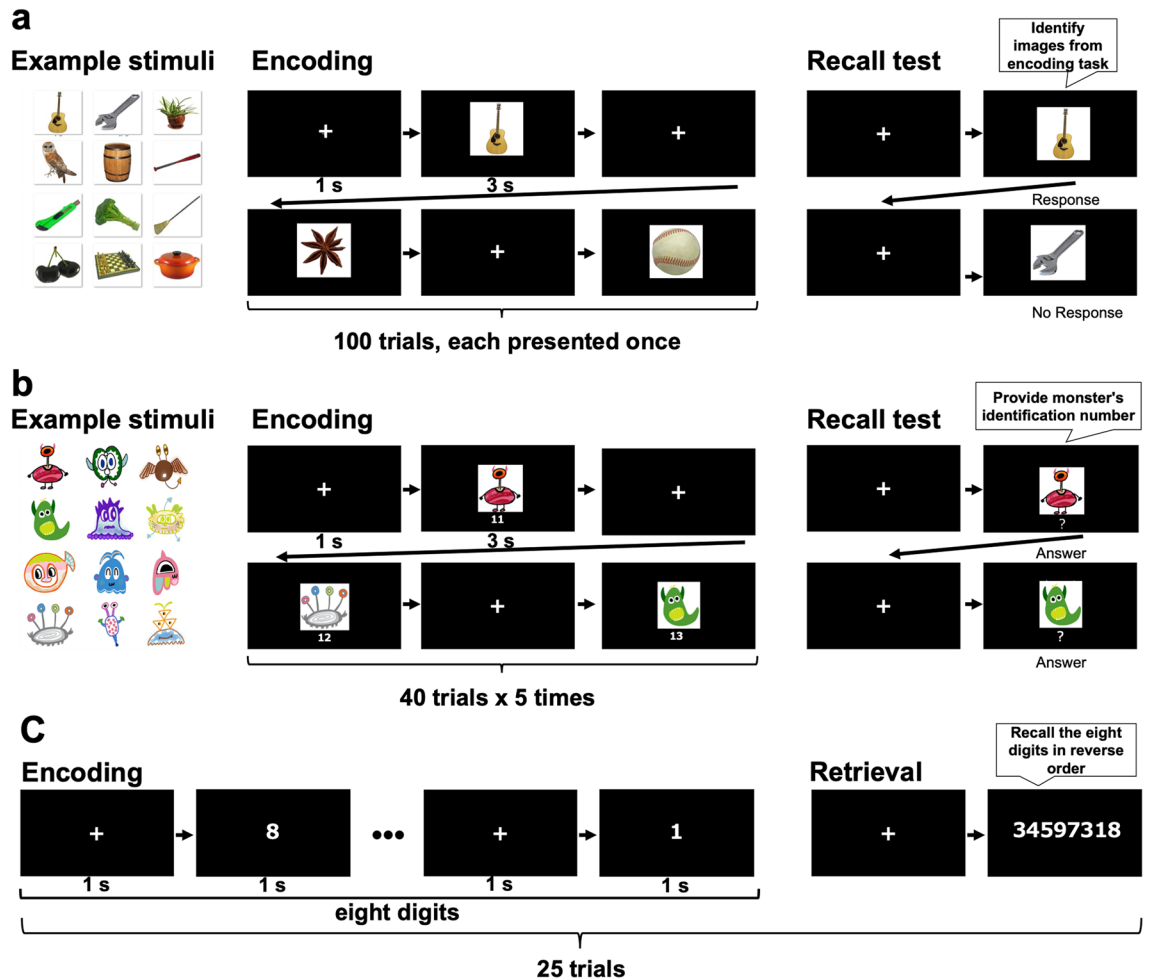 a
Example stimuli
Encoding
Recall test
Identify
images from
encoding task
+
+
+
1 s
3 s
Response
+
+
No Response
100 trials, each presented once
b
Example stimuli
Encoding
Recall test
Provide monster's
identification number
+
11
+
+
?
1 s
3 s
Answer
12
+
13
+
?
Answer
40 trials x 5 times
C
Encoding
Retrieval
Recall the eight
digits in reverse
order
+
8
•••
+
1
+
34597318
1 s
1 s
1 s
1 s
eight digits
25 trials